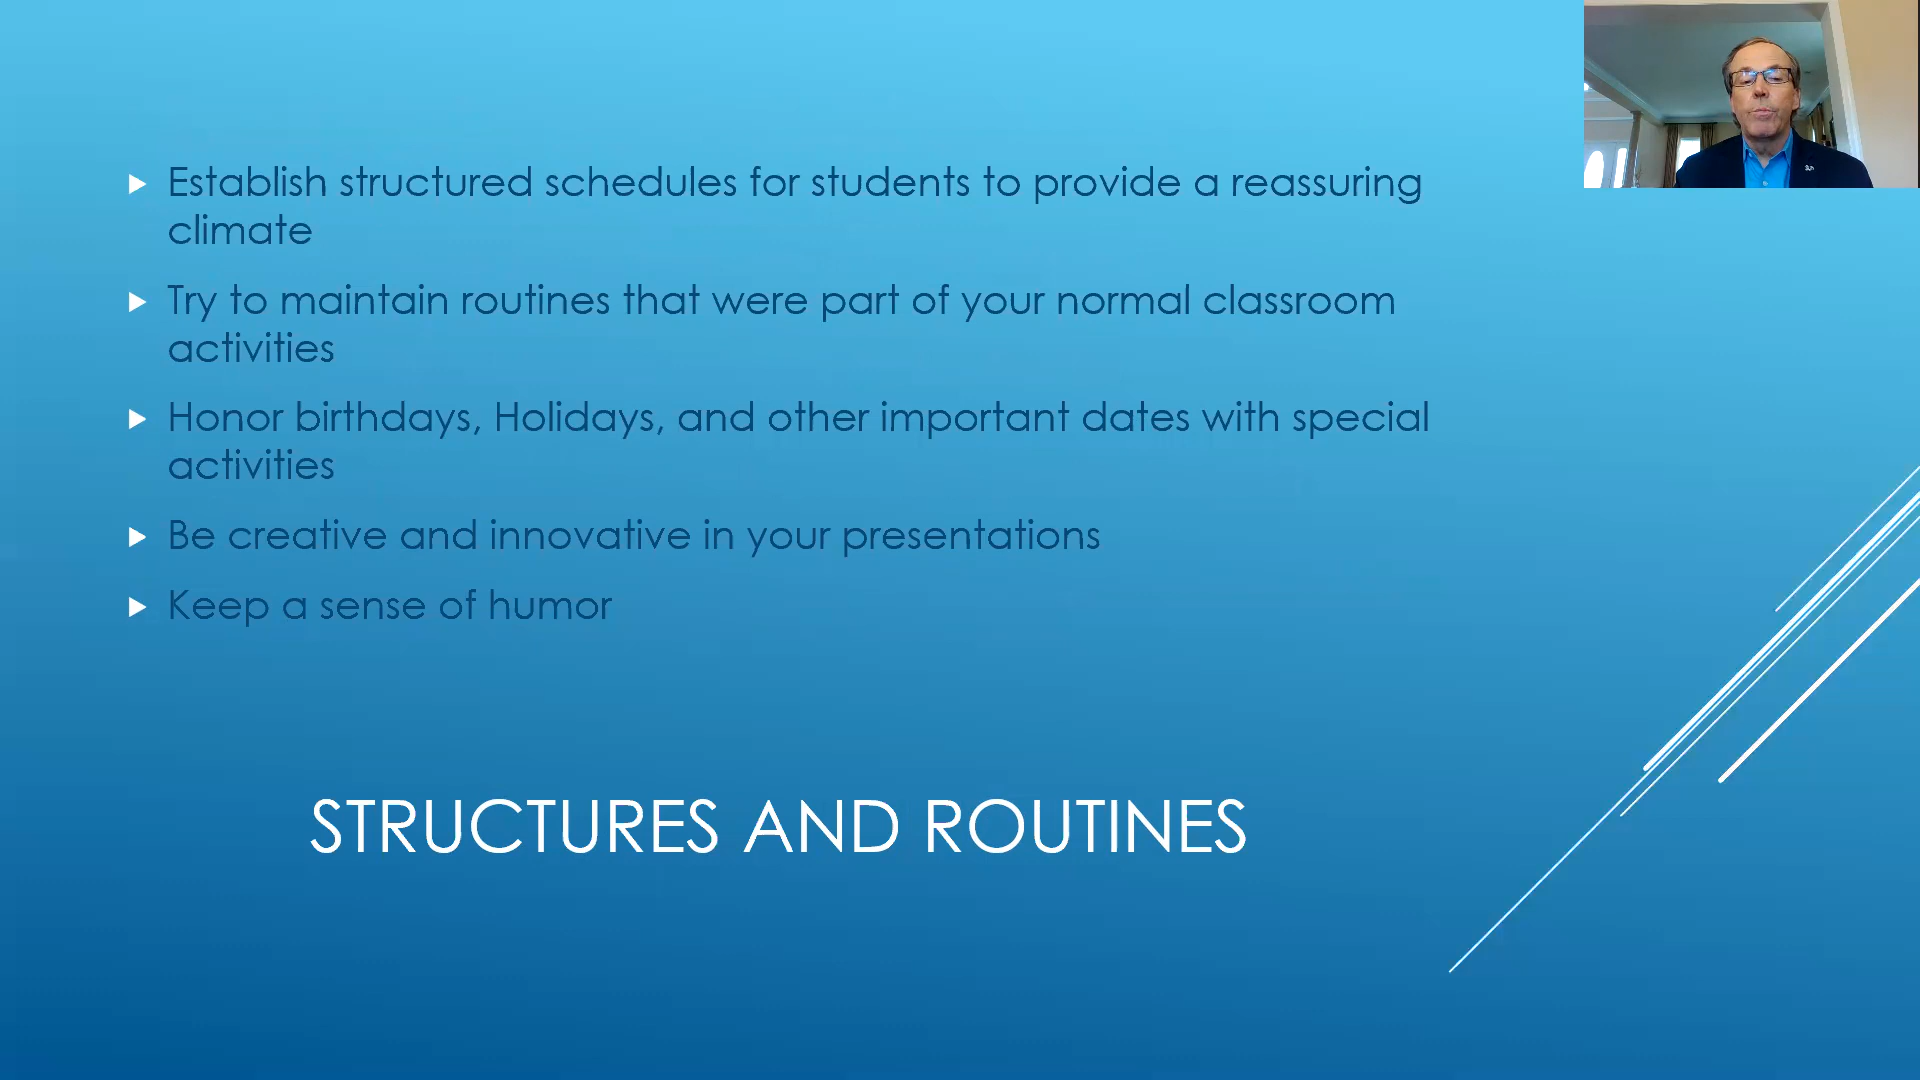 Establish structured schedules for students to provide a reassuring
climate
Try to maintain routines that were part of your normal classroom
activities
Honor birthdays, Holidays, and other important dates with special
activities
Be creative and innovative in your presentations
Keep a sense of humor
STRUCTURES AND ROUTINES